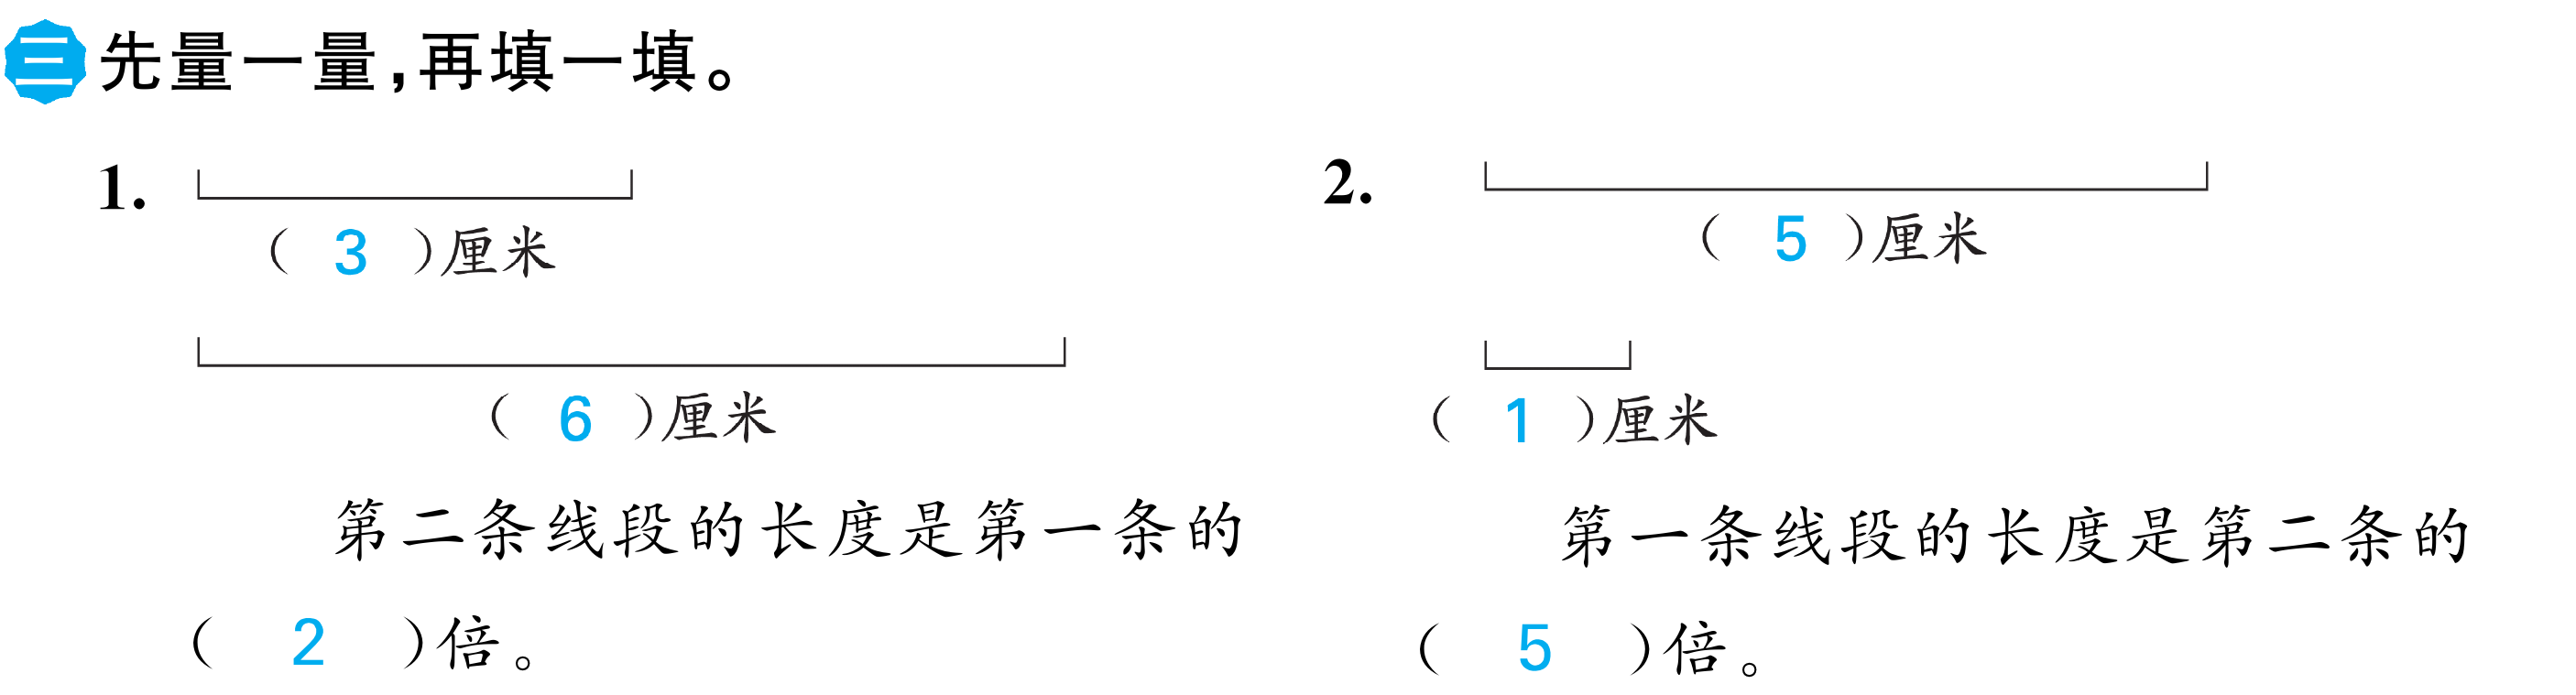 三 先量一量,再填一填。
1.
( 3 )厘米
( 6 )厘米
第二条线段的长度是第一条的
( 2 )倍。
2.
( 5 )厘米
( 1 )厘米
第一条线段的长度是第二条的
( 5 )倍。